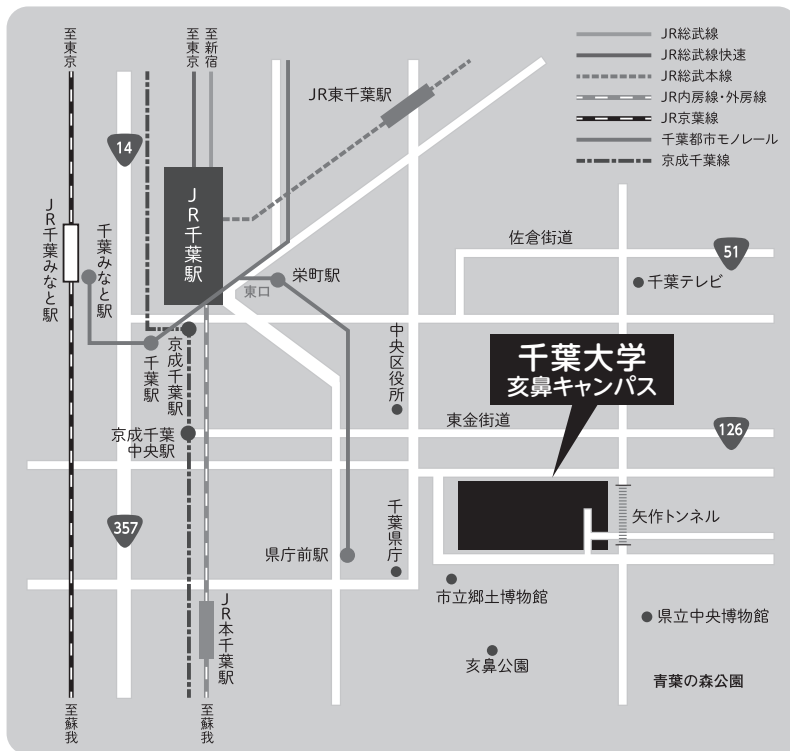 至東京
至東京
至新宿
JR総武線
JR総武線快速
JR総武本線
JR内房線・外房線
JR京葉線
千葉都市モノレール
京成千葉線
JR東千葉駅
14
JR千葉駅
JR千葉みなと駅
千葉みなと駅
佐倉街道
51
千葉テレビ
栄町駅
東口
千葉駅
京成千葉駅
中央区役所
千葉大学
亥鼻キャンパス
東金街道
126
京成千葉
中央駅
357
千葉県庁
矢作トンネル
県庁前駅
市立郷土博物館
JR本千葉駅
県立中央博物館
亥鼻公園
青葉の森公園
至蘇我
至蘇我